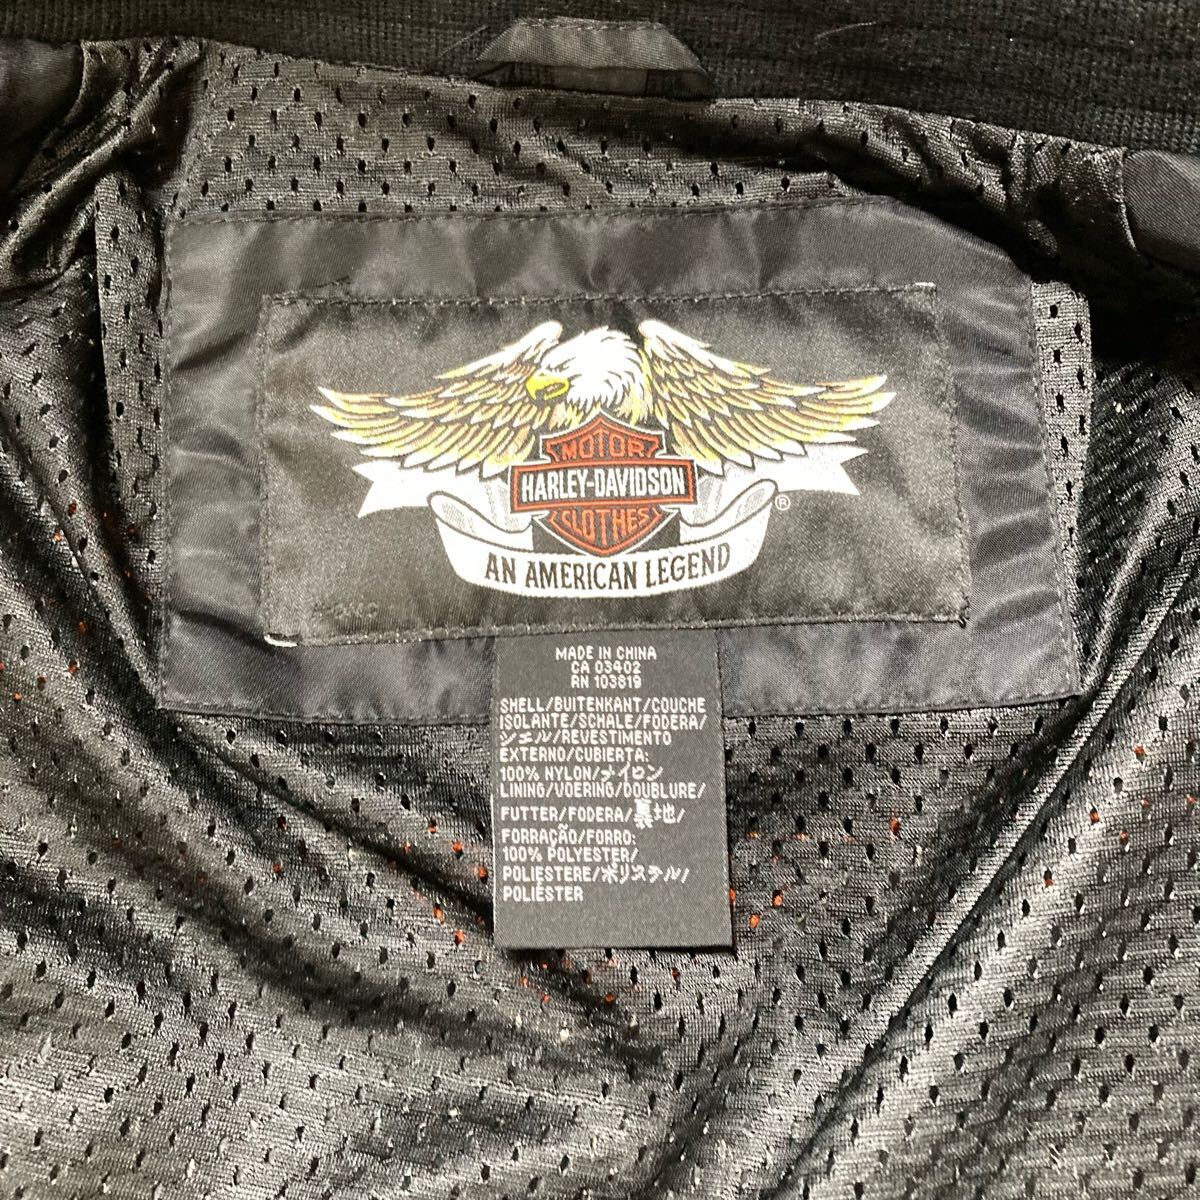 MOTOR
HARLEY-DAVIDSON
CLOTHES
®
AN AMERICAN LEGEND
MADE IN CHINA
CA 03402
RN 103819
SHELL/BUITENKANT/COUCHE
ISOLANTE/SCHALE/FODERA/
シェル/REVESTIMENTO
EXTERNO/CUBIERTA:
100% NYLON/ナイロン
LINING/VOERING/DOUBLURE/
FUTTER/FODERA/裏地/
FORRAÇÃO/FORRO:
100% POLYESTER/
POLIESTERE/ポリステル/
POLIÉSTER